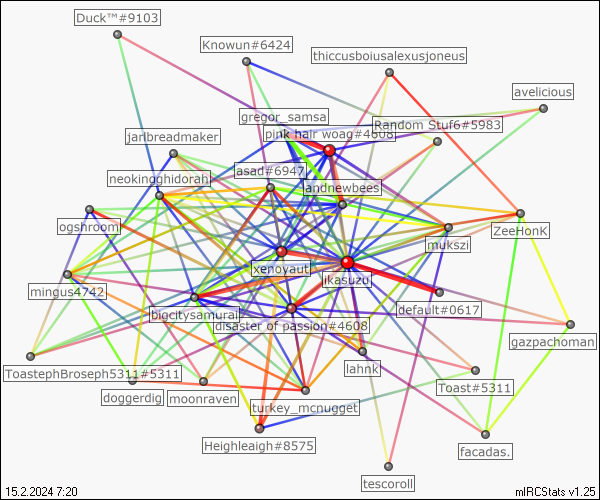 Duck™#9103
Knowun#6424
thiccusboiusalexusjoneus
avelicious
gregor_samsa
Random Stuf6#5983
pink hair woag#4608
jarlbreadmaker
asad#6947
neokingghidorah
andnewbees
ogshroom
ZeeHonK
mukszi
xenoyaut
ikasuzu
mingus4742
default#0617
bigcitysamurai
disaster of passion#4608
gazpachoman
lahnk
ToastephBroseph5311#5311
Toast#5311
doggerdig
moonraven
turkey_mcnugget
Heighleaigh#8575
facadas.
tescoroll
15.2.2024 7:20
mIRCStats v1.25